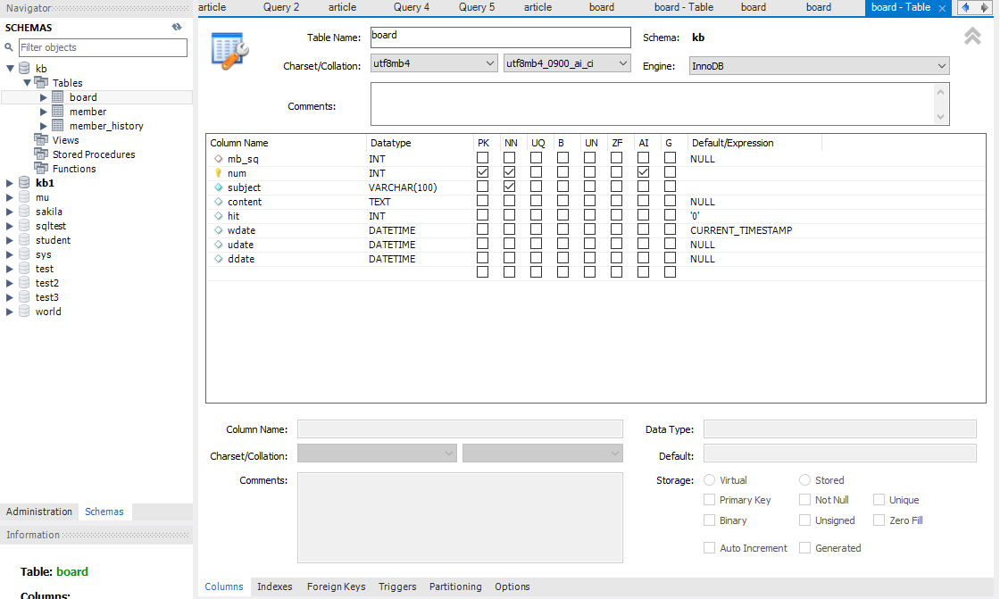 Navigator
article Query 2 article Query 4 Query 5 article board board - Table board board board - Table
SCHEMAS
Filter objects
kb
Tables
board
member
member_history
Views
Stored Procedures
Functions
kb1
mu
sakila
sqltest
student
sys
test
test2
test3
world
Administration Schemas
Information
Table: board
Columns:
Table Name: board Schema: kb
Charset/Collation: utf8mb4 utf8mb4_0900_ai_ci Engine: InnoDB
Comments:
Column Name Datatype PK NN UQ B UN ZF AI G Default/Expression
mb_sq INT NULL
num INT
subject VARCHAR(100)
content TEXT NULL
hit INT '0'
wdate DATETIME CURRENT_TIMESTAMP
udate DATETIME NULL
ddate DATETIME NULL
Column Name: Data Type:
Charset/Collation: Default:
Comments: Storage: Virtual Stored
Primary Key Not Null Unique
Binary Unsigned Zero Fill
Auto Increment Generated
Columns Indexes Foreign Keys Triggers Partitioning Options